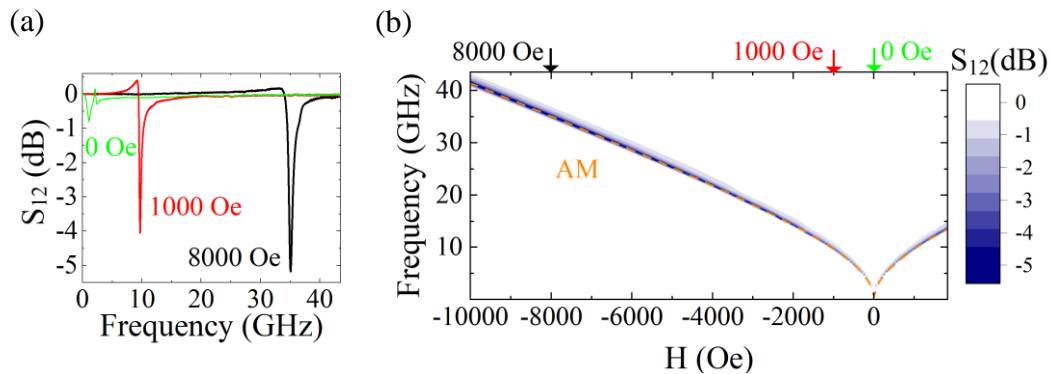 (a)
0
-1
-2
-3
-4
-5
S12 (dB)
0 Oe
1000 Oe
8000 Oe
0 10 20 30 40
Frequency (GHz)
(b)
8000 Oe 1000 Oe 0 Oe
40
30
20
10
Frequency (GHz)
AM
-10000 -8000 -6000 -4000 -2000 0
H (Oe)
S12(dB)
0
-1
-2
-3
-4
-5